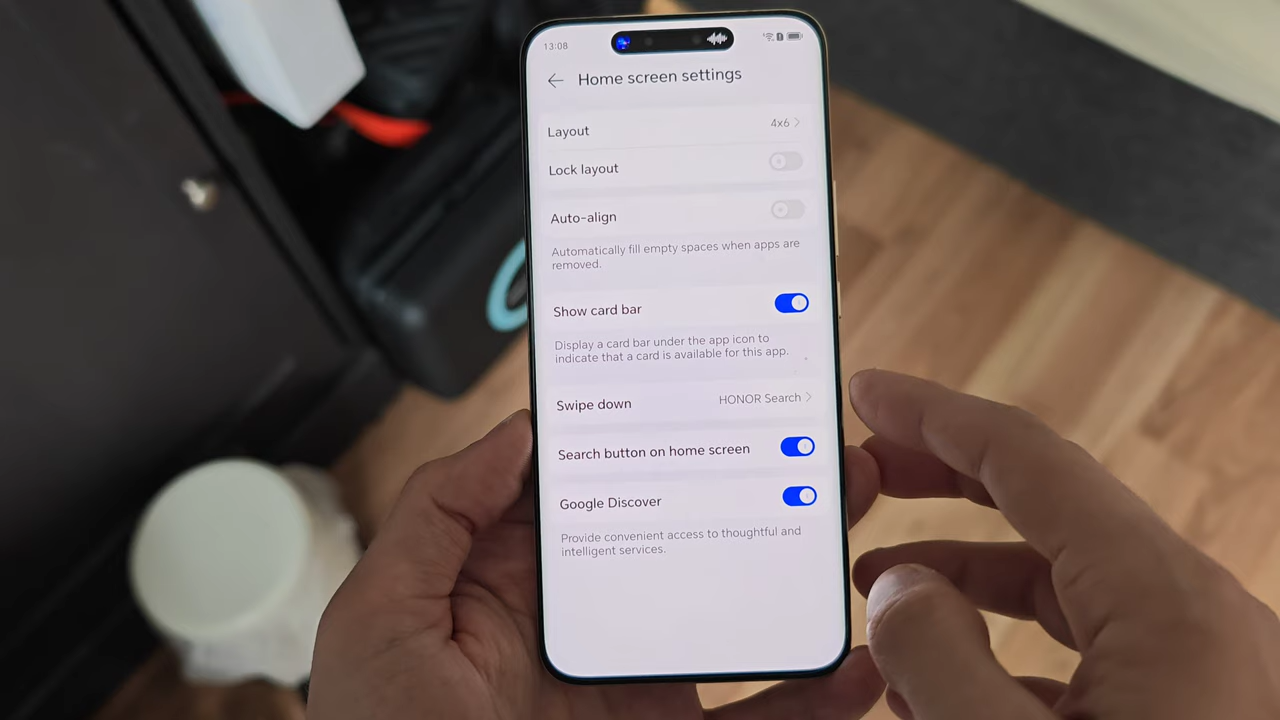 13:08
Home screen settings
Layout 4x6
Lock layout
Auto-align
Automatically fill empty spaces when apps are
removed.
Show card bar
Display a card bar under the app icon to
indicate that a card is available for this app.
Swipe down HONOR Search
Search button on home screen
Google Discover
Provide convenient access to thoughtful and
intelligent services.